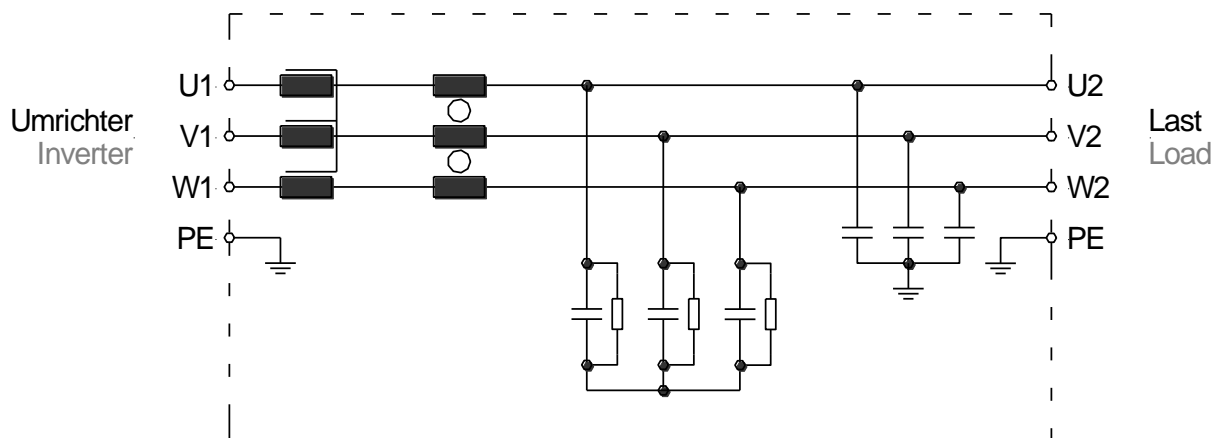 U1
V1
W1
PE
Umrichter
Inverter
U2
V2
W2
PE
Last
Load